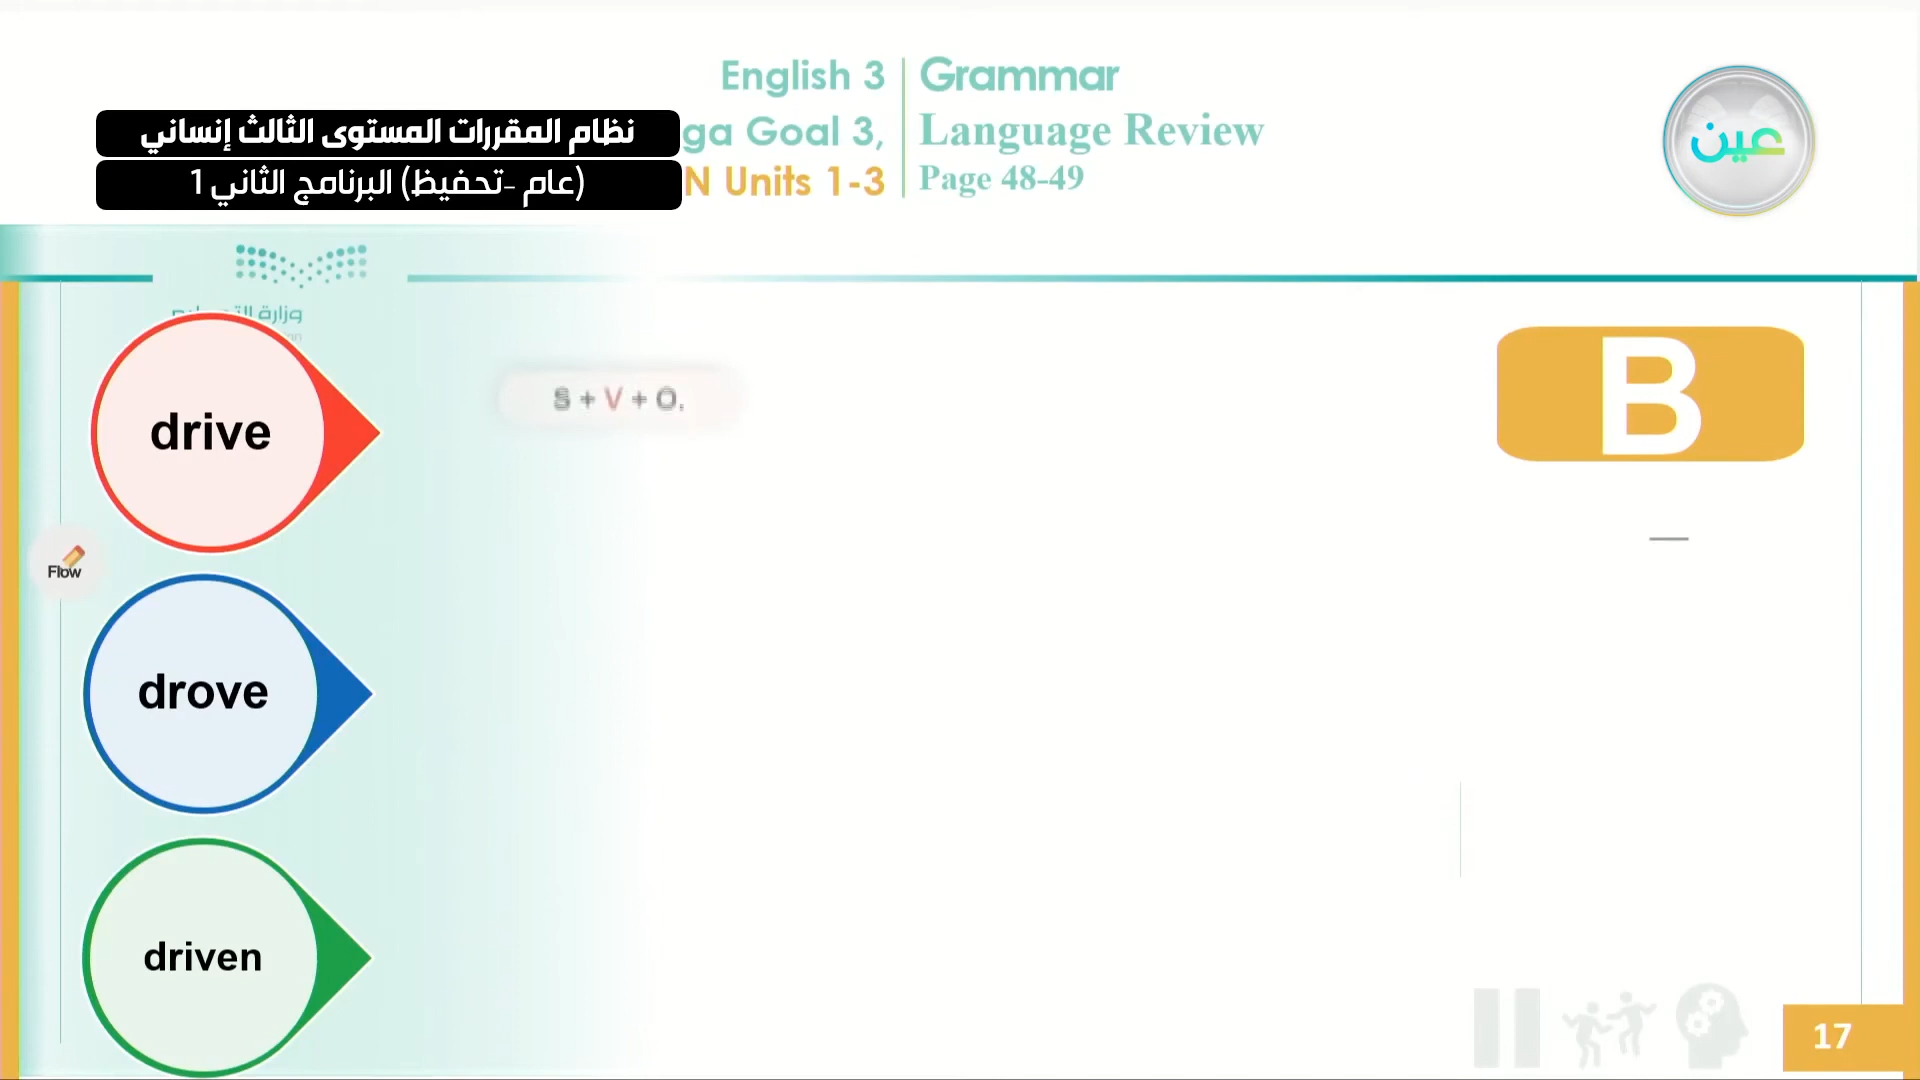 English 3
Grammar
نظام المقررات المستوى الثالث إنساني
ga Goal 3,
Language Review
(عام -تحفيظ) البرنامج الثاني 1
N Units 1-3
Page 48-49
عين
وزارة
drive
S + V + O.
B
Flow
drove
driven
17